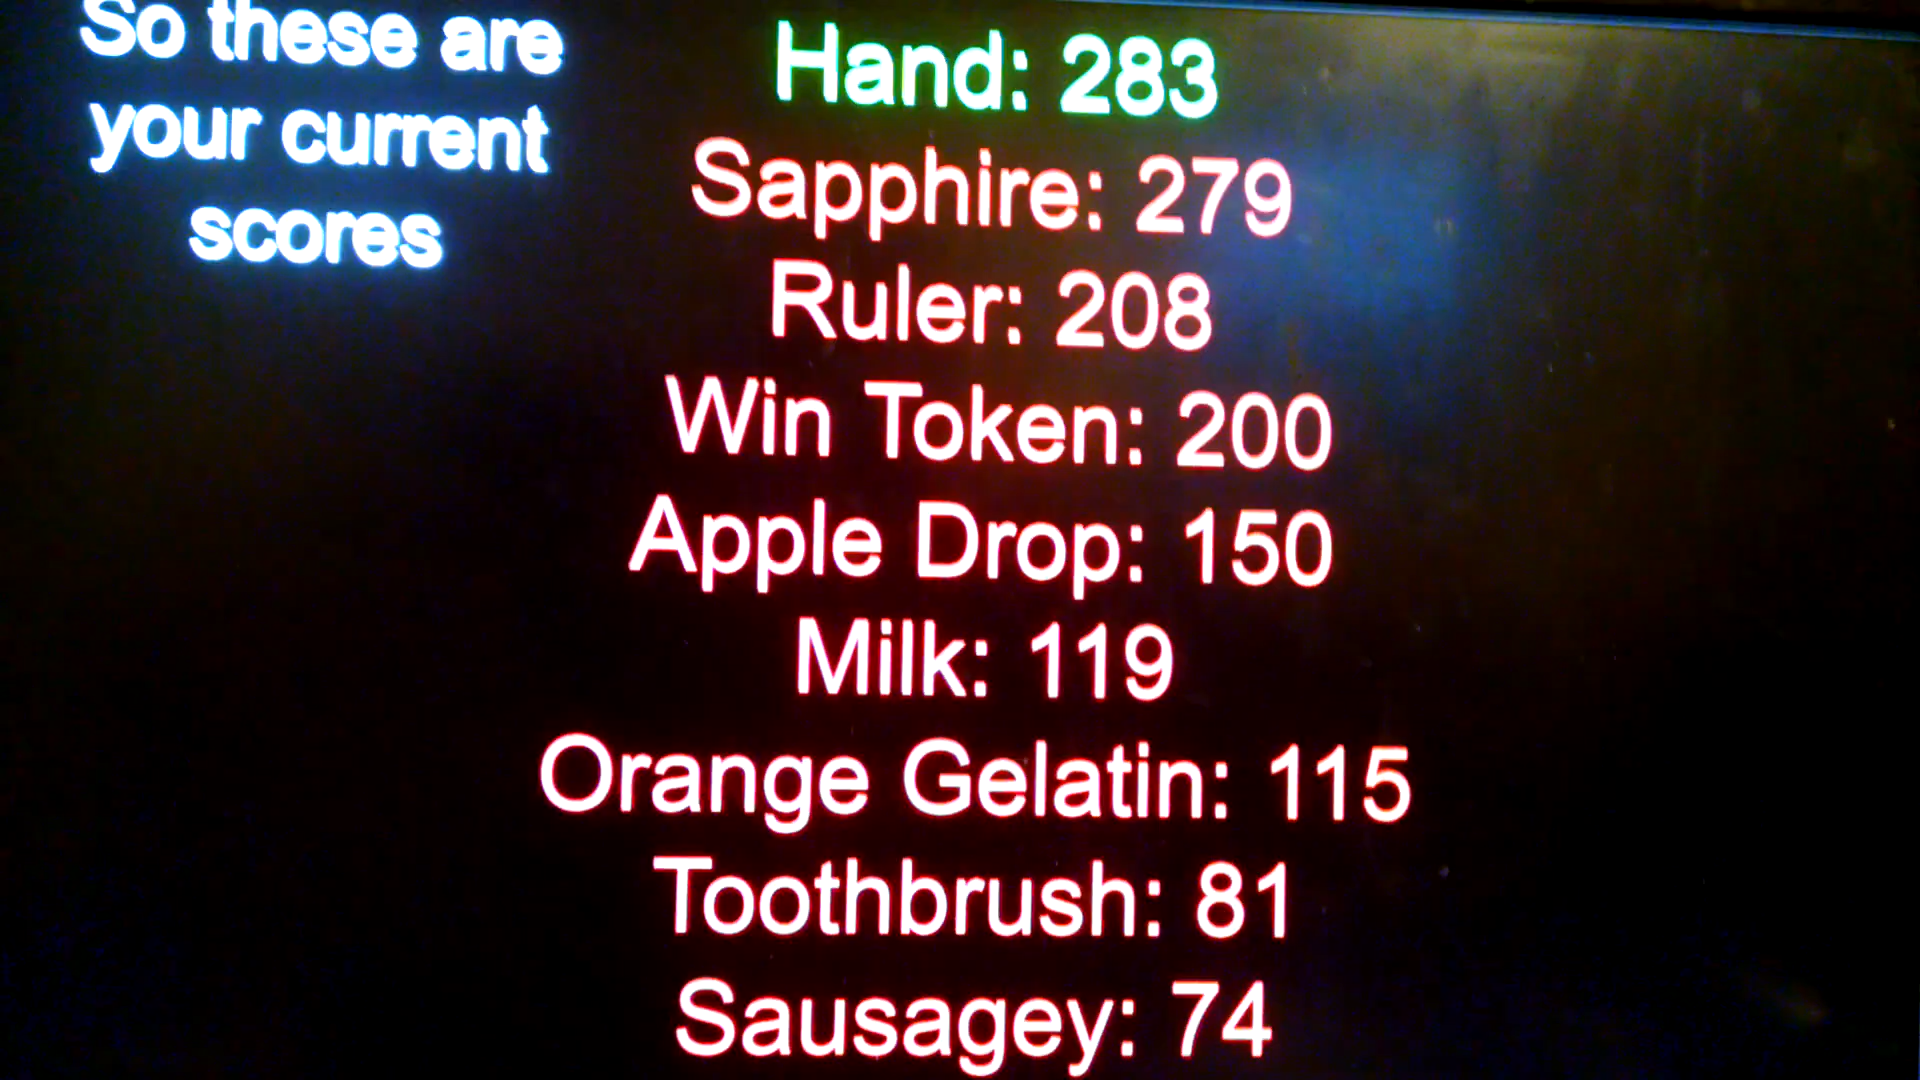 So these are
your current
scores
Hand: 283
Sapphire: 279
Ruler: 208
Win Token: 200
Apple Drop: 150
Milk: 119
Orange Gelatin: 115
Toothbrush: 81
Sausagey: 74